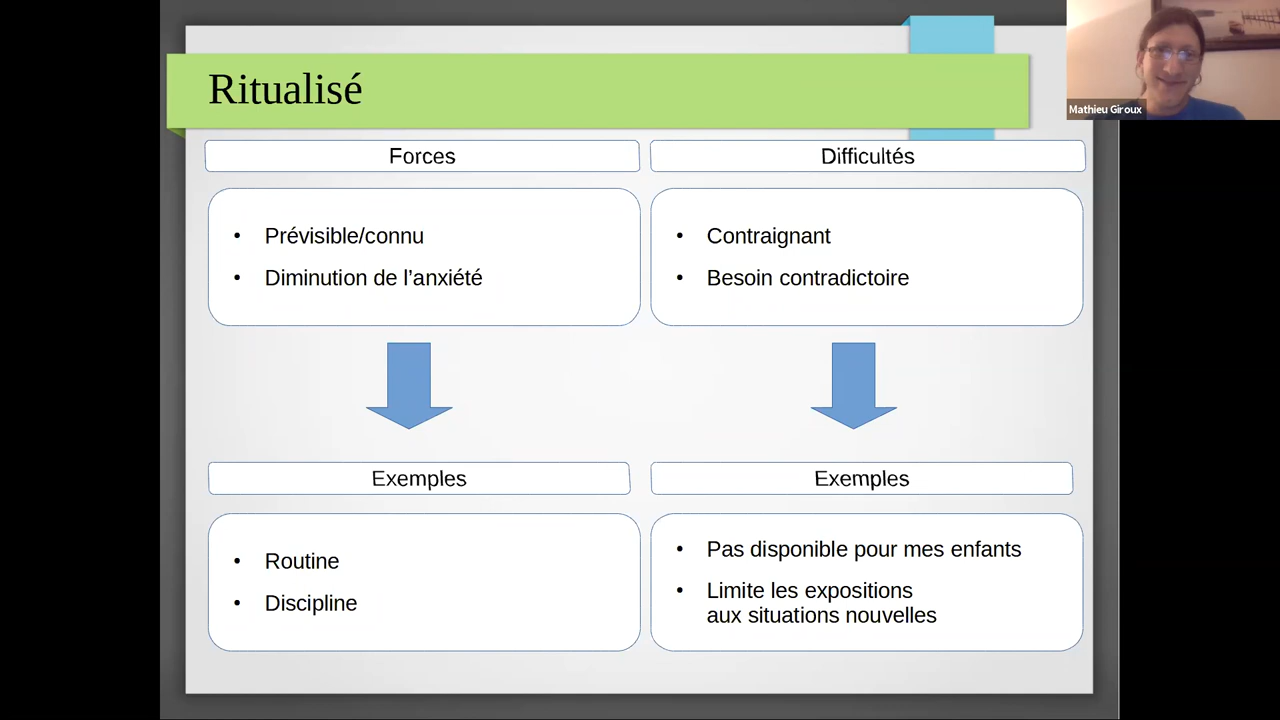 Ritualisé
Mathieu Giroux
Forces
Difficultés
• Prévisible/connu
• Diminution de l’anxiété
• Contraignant
• Besoin contradictoire
Exemples
Exemples
• Routine
• Discipline
• Pas disponible pour mes enfants
• Limite les expositions
aux situations nouvelles